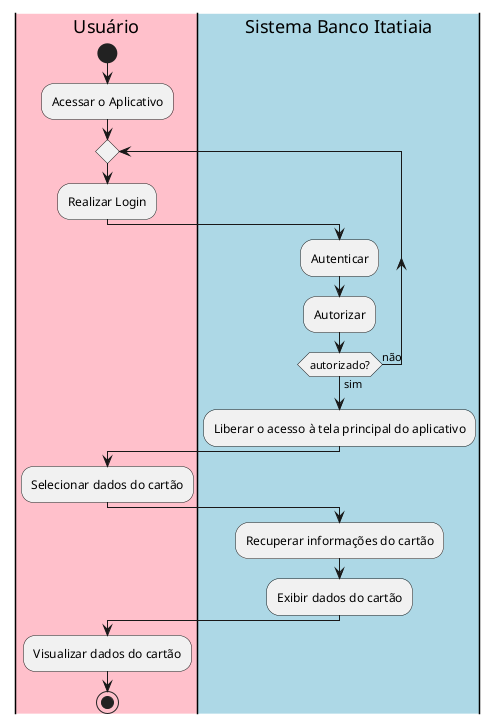 Usuário
Sistema Banco Itatiaia
Acessar o Aplicativo
Realizar Login
Autenticar
Autorizar
autorizado?
não
sim
Liberar o acesso à tela principal do aplicativo
Selecionar dados do cartão
Recuperar informações do cartão
Exibir dados do cartão
Visualizar dados do cartão